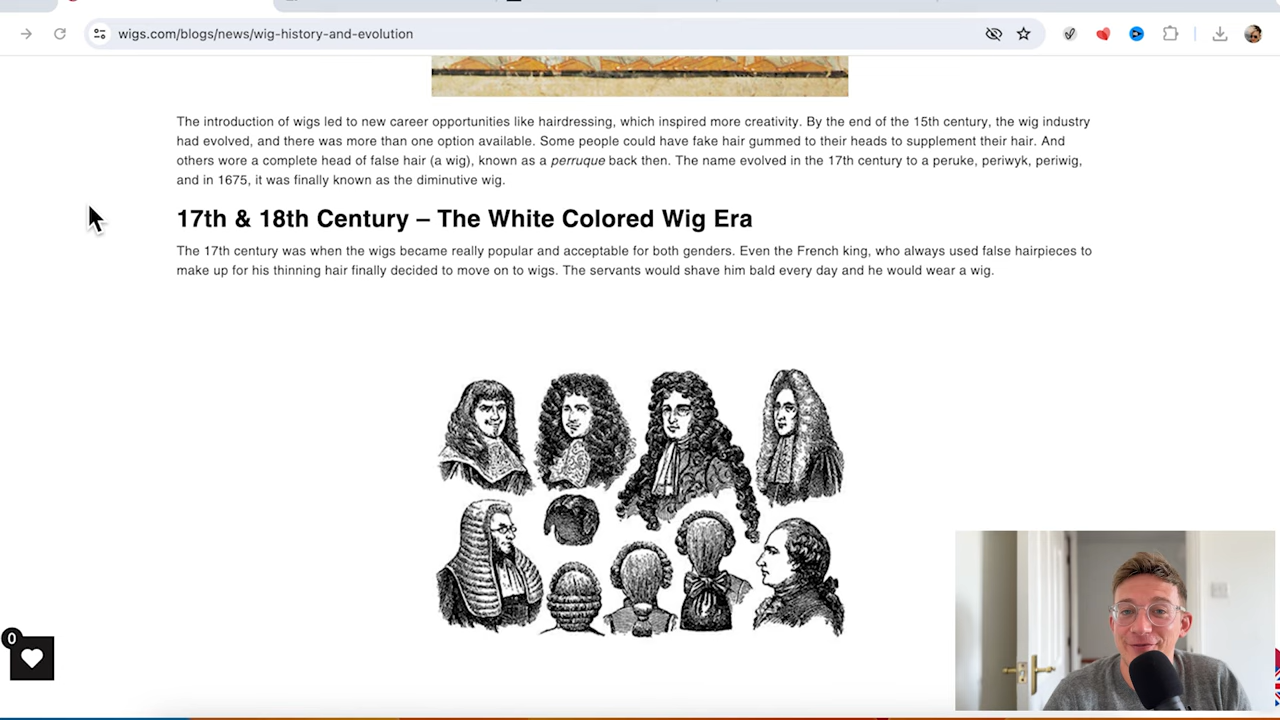 wigs.com/blogs/news/wig-history-and-evolution
The introduction of wigs led to new career opportunities like hairdressing, which inspired more creativity. By the end of the 15th century, the wig industry
had evolved, and there was more than one option available. Some people could have fake hair gummed to their heads to supplement their hair. And
others wore a complete head of false hair (a wig), known as a perruque back then. The name evolved in the 17th century to a peruke, periwyk, periwig,
and in 1675, it was finally known as the diminutive wig.
17th & 18th Century – The White Colored Wig Era
The 17th century was when the wigs became really popular and acceptable for both genders. Even the French king, who always used false hairpieces to
make up for his thinning hair finally decided to move on to wigs. The servants would shave him bald every day and he would wear a wig.
0